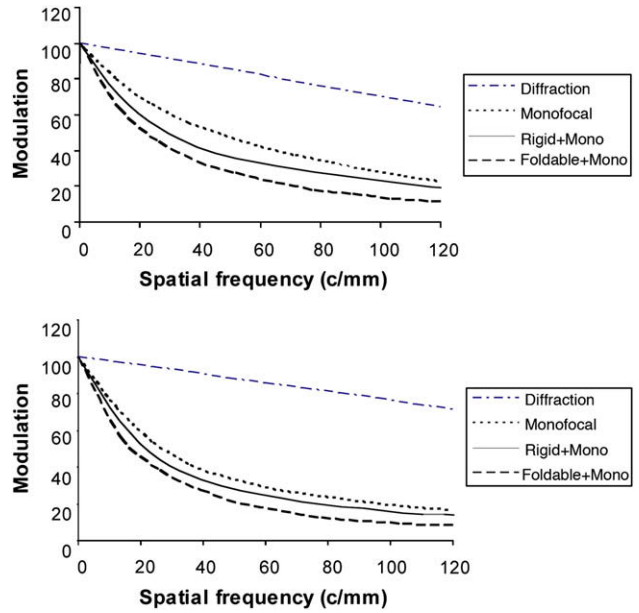 120
100
80
60
40
20
0
Modulation
0 20 40 60 80 100 120
Spatial frequency (c/mm)
Diffraction
Monofocal
Rigid+Mono
Foldable+Mono
120
100
80
60
40
20
0
Modulation
0 20 40 60 80 100 120
Spatial frequency (c/mm)
Diffraction
Monofocal
Rigid+Mono
Foldable+Mono